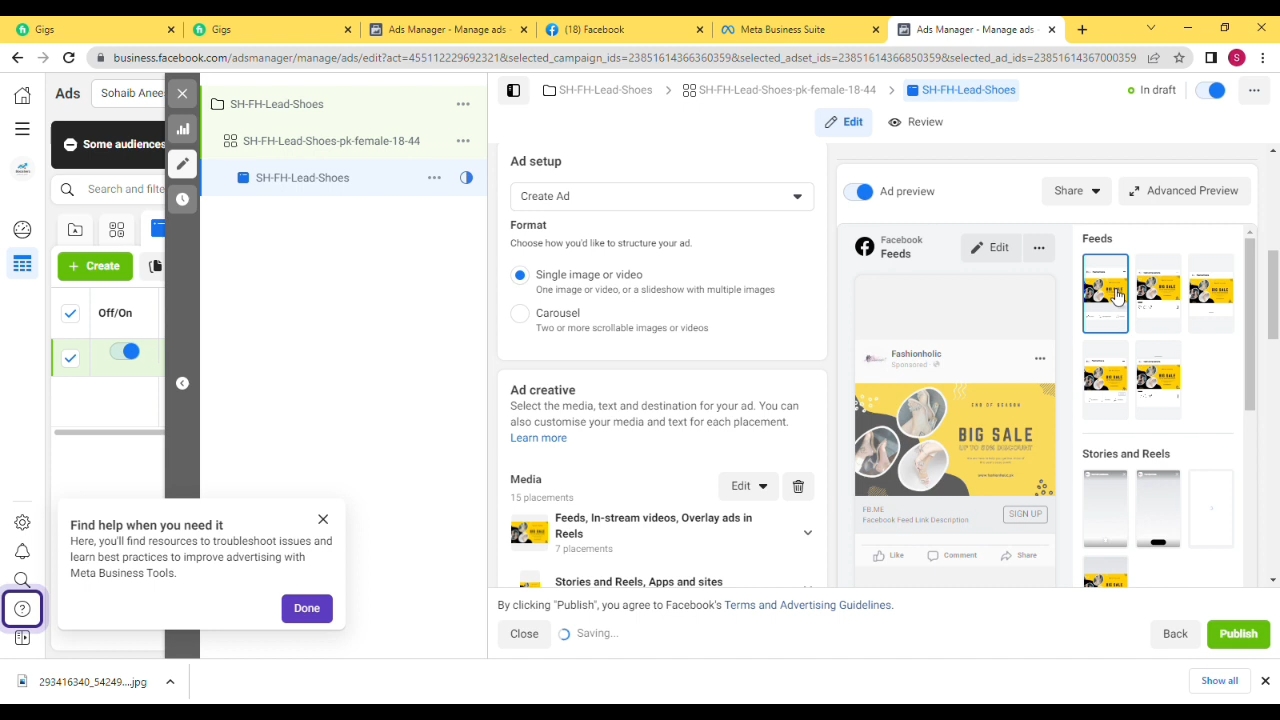 Gigs
Gigs
Ads Manager - Manage ads -
(18) Facebook
Meta Business Suite
Ads Manager - Manage ads -
business.facebook.com/adsmanager/manage/ads/edit?act=455112229692321&selected_campaign_ids=23851614366360359&selected_adset_ids=23851614366850359&selected_ad_ids=23851614367000359
S
Ads
Sohaib Anee
Some audiences
Search and filte
+ Create
Off/On
Find help when you need it
Here, you'll find resources to troubleshoot issues and
learn best practices to improve advertising with
Meta Business Tools.
Done
SH-FH-Lead-Shoes
SH-FH-Lead-Shoes-pk-female-18-44
SH-FH-Lead-Shoes
SH-FH-Lead-Shoes
SH-FH-Lead-Shoes-pk-female-18-44
SH-FH-Lead-Shoes
In draft
Edit
Review
Ad setup
Create Ad
Format
Choose how you'd like to structure your ad.
Single image or video
One image or video, or a slideshow with multiple images
Carousel
Two or more scrollable images or videos
Ad creative
Select the media, text and destination for your ad. You can
also customise your media and text for each placement.
Learn more
Media
15 placements
Edit
Feeds, In-stream videos, Overlay ads in
Reels
7 placements
Stories and Reels, Apps and sites
Ad preview
Share
Advanced Preview
Facebook
Feeds
Edit
Fashionholic
Sponsored
END OF SEASON
BIG SALE
UP TO 50% DISCOUNT
FB.ME
Facebook Feed Link Description
SIGN UP
Like
Comment
Share
Feeds
Stories and Reels
By clicking "Publish", you agree to Facebook's Terms and Advertising Guidelines.
Close
Saving...
Back
Publish
293416340_54249....jpg
Show all